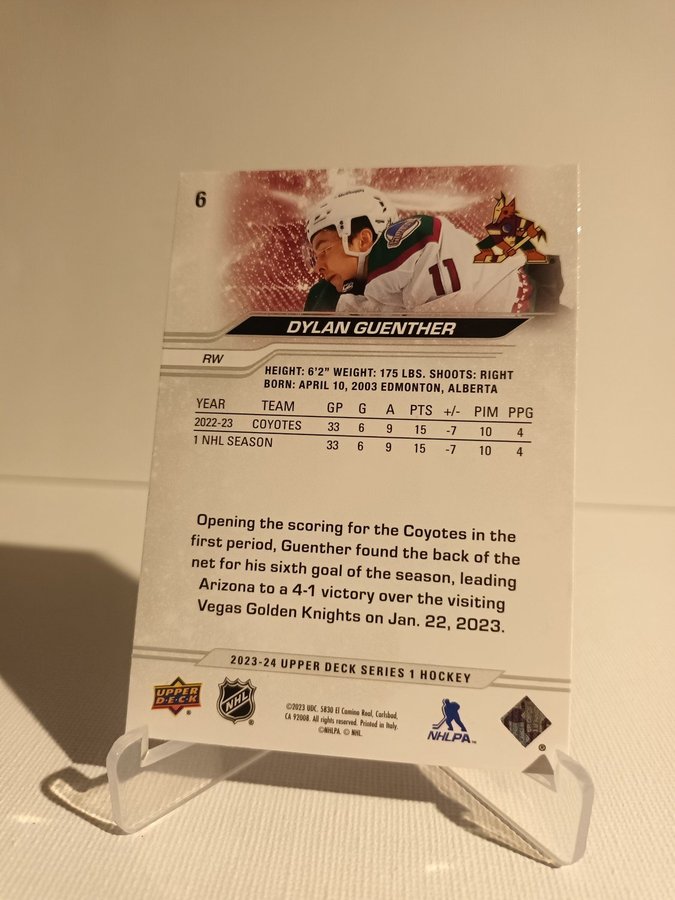 6
11
DYLAN GUENTHER
RW
HEIGHT: 6'2" WEIGHT: 175 LBS. SHOOTS: RIGHT
BORN: APRIL 10, 2003 EDMONTON, ALBERTA
YEAR TEAM GP G A PTS +/- PIM PPG
2022-23 COYOTES 33 6 9 15 -7 10 4
1 NHL SEASON 33 6 9 15 -7 10 4
Opening the scoring for the Coyotes in the
first period, Guenther found the back of the
net for his sixth goal of the season, leading
Arizona to a 4-1 victory over the visiting
Vegas Golden Knights on Jan. 22, 2023.
2023-24 UPPER DECK SERIES 1 HOCKEY
UPPER
D·E·C·K
®
NHL
®
©2023 UDC. 5830 El Camino Real, Carlsbad,
CA 92008. All rights reserved. Printed in Italy.
©NHLPA. © NHL.
NHLPA™
®